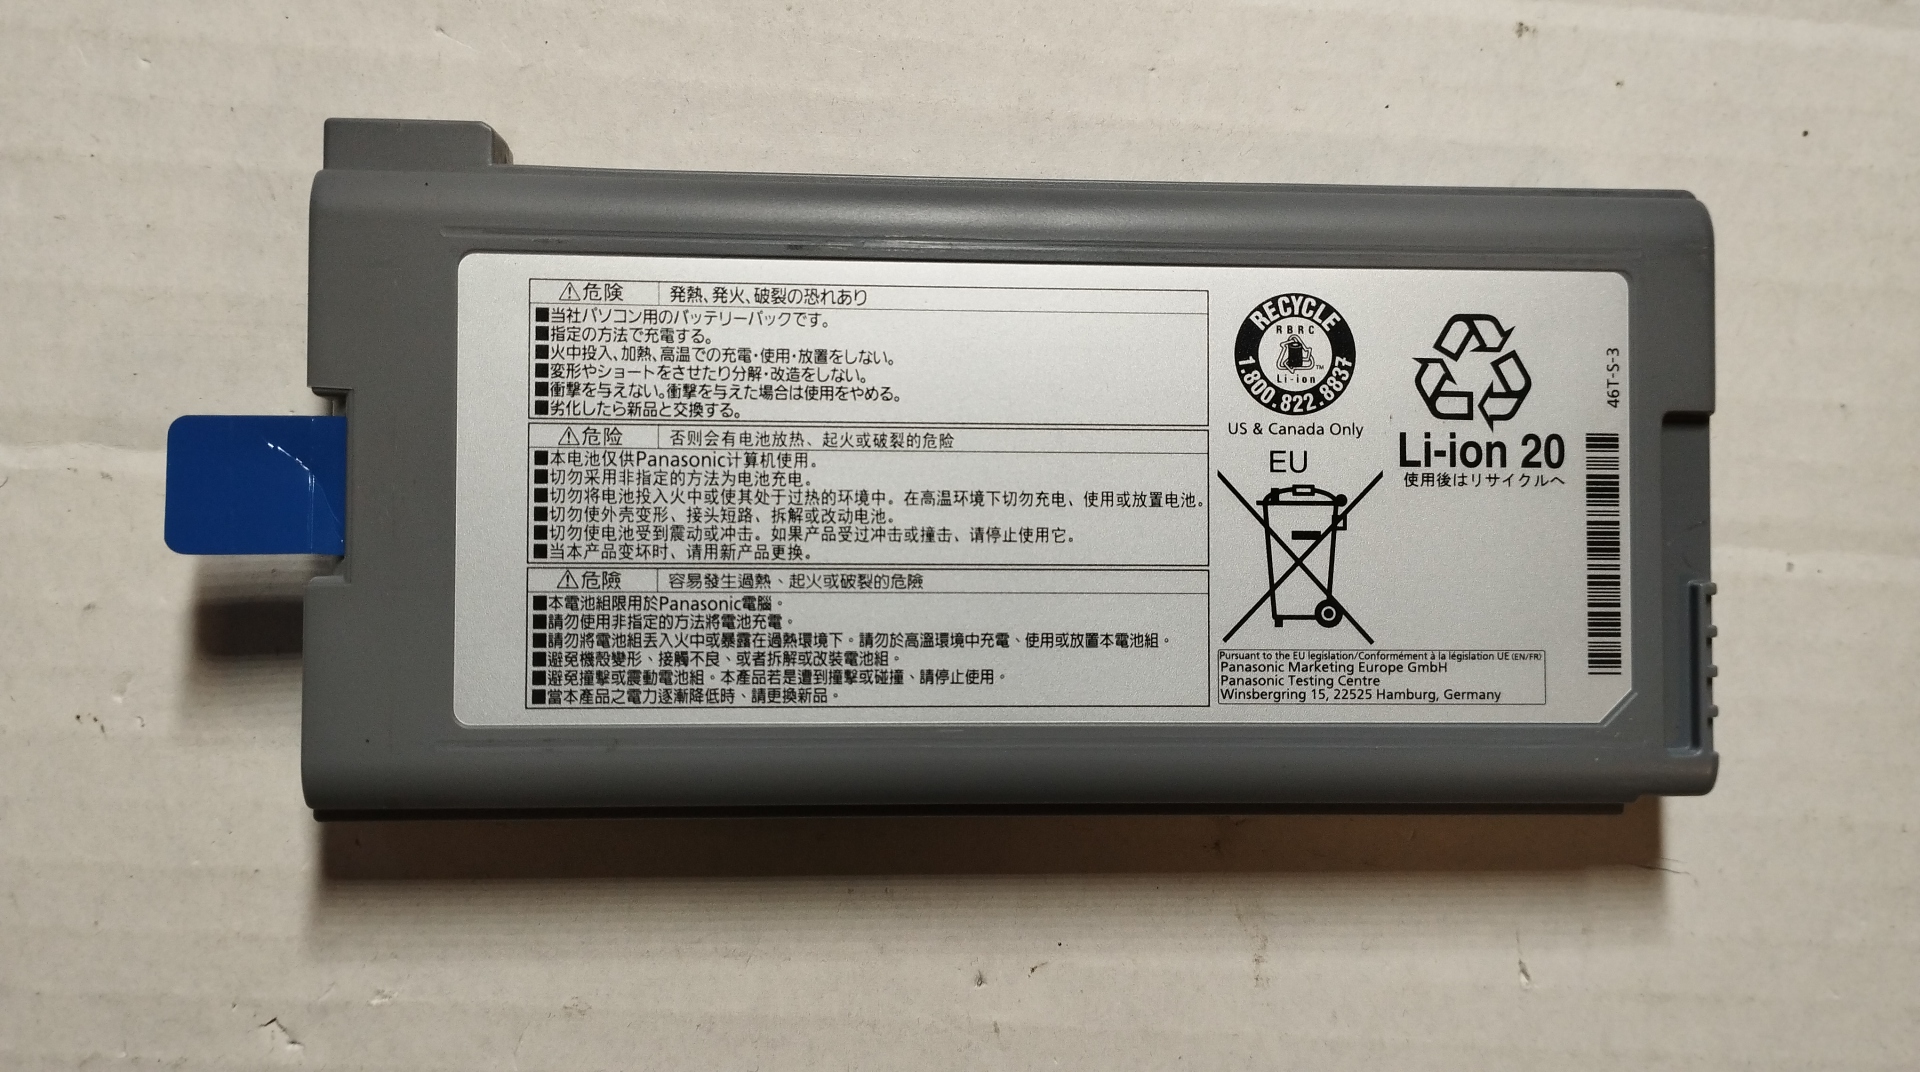 ⚠危険 発熱、発火、破裂の恐れあり
■当社パソコン用のバッテリーパックです。
■指定の方法で充電する。
■火中投入、加熱、高温での充電・使用・放置をしない。
■変形やショートをさせたり分解・改造をしない。
■衝撃を与えない。衝撃を与えた場合は使用をやめる。
■劣化したら新品と交換する。
⚠危险 否则会有电池放热、起火或破裂的危险
■本电池仅供Panasonic计算机使用。
■切勿采用非指定的方法为电池充电。
■切勿将电池投入火中或使其处于过热的环境中。在高温环境下切勿充电、使用或放置电池。
■切勿使外壳变形、接头短路、拆解或改动电池。
■切勿使电池受到震动或冲击。如果产品受过冲击或撞击、请停止使用它。
■当本产品变坏时、请用新产品更换。
⚠危險 容易發生過熱、起火或破裂的危險
■本電池組限用於Panasonic電腦。
■請勿使用非指定的方法將電池充電。
■請勿將電池組丟入火中或暴露在過熱環境下。請勿於高溫環境中充電、使用或放置本電池組。
■避免機殼變形、接觸不良、或者拆解或改裝電池組。
■避免撞擊或震動電池組。本產品若是遭到撞擊或碰撞、請停止使用。
■當本產品之電力逐漸降低時、請更換新品。
RECYCLE
RBRC
TM
Li-ion
1.800.822.8837
US & Canada Only
EU
Li-ion 20
使用後はリサイクルへ
46T-S-3
Pursuant to the EU legislation/Conformément à la législation UE (EN/FR)
Panasonic Marketing Europe GmbH
Panasonic Testing Centre
Winsbergring 15, 22525 Hamburg, Germany